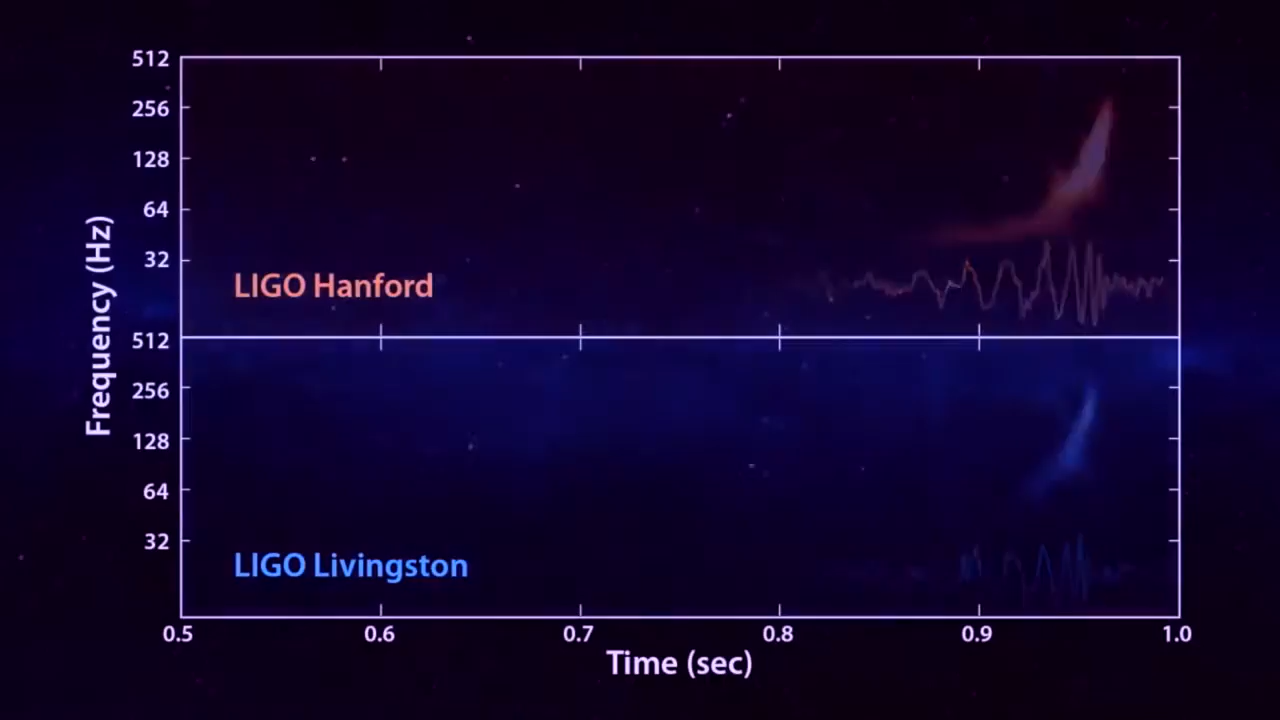 Frequency (Hz)
512
256
128
64
32
LIGO Hanford
512
256
128
64
32
LIGO Livingston
0.5 0.6 0.7 0.8 0.9 1.0
Time (sec)